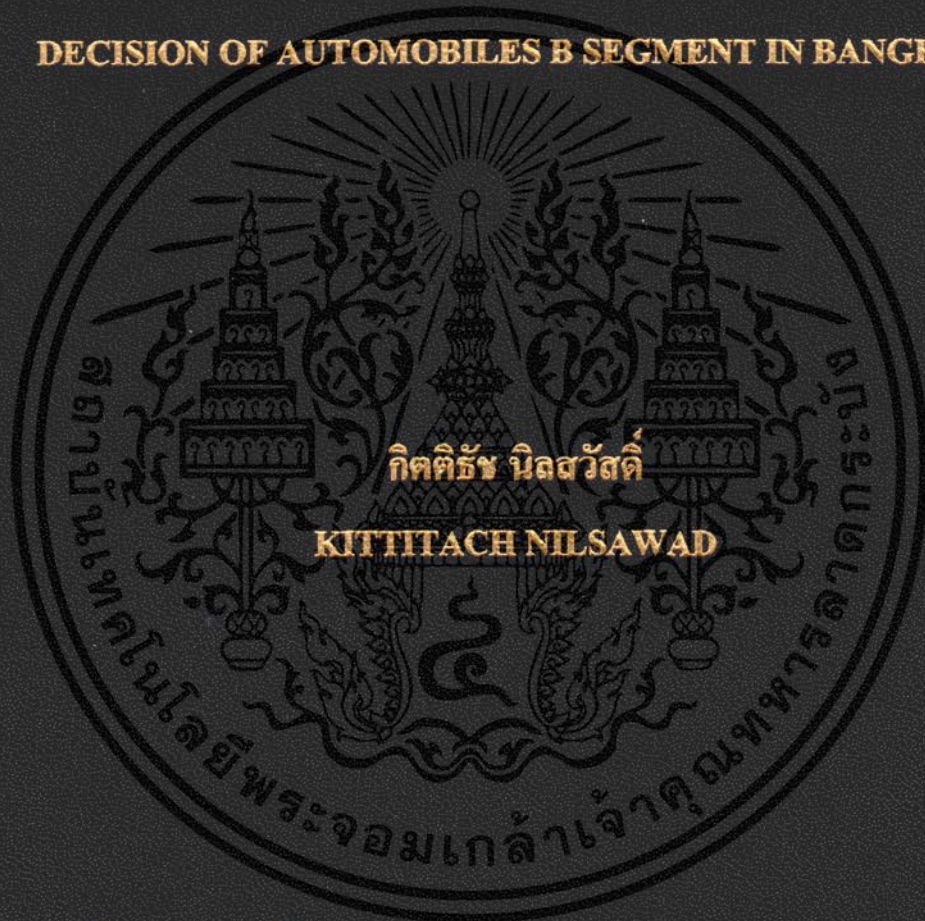 DECISION OF AUTOMOBILES B SEGMENT IN
กิตติธัช นิลสวัสดิ์
KITTITACH NILSAWAD
สถาบันเทคโนโลยีพระจอมเกล้าเจ้าคุณทหารลาดกระบัง
๔